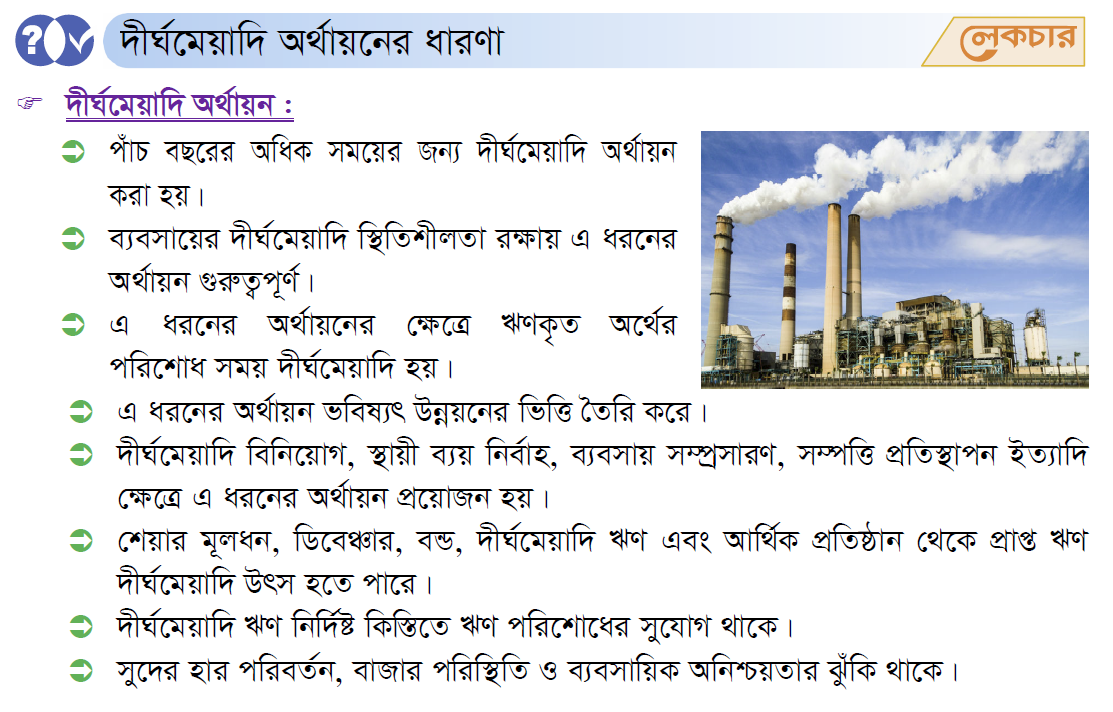 দীর্ঘমেয়াদি অর্থায়নের ধারণা
লেকচার
দীর্ঘমেয়াদি অর্থায়ন :
পাঁচ বছরের অধিক সময়ের জন্য দীর্ঘমেয়াদি অর্থায়ন
করা হয়।
ব্যবসায়ের দীর্ঘমেয়াদি স্থিতিশীলতা রক্ষায় এ ধরনের
অর্থায়ন গুরুত্বপূর্ণ।
এ ধরনের অর্থায়নের ক্ষেত্রে ঋণকৃত অর্থের
পরিশোধ সময় দীর্ঘমেয়াদি হয়।
এ ধরনের অর্থায়ন ভবিষ্যৎ উন্নয়নের ভিত্তি তৈরি করে।
দীর্ঘমেয়াদি বিনিয়োগ, স্থায়ী ব্যয় নির্বাহ, ব্যবসায় সম্প্রসারণ, সম্পত্তি প্রতিস্থাপন ইত্যাদি
ক্ষেত্রে এ ধরনের অর্থায়ন প্রয়োজন হয়।
শেয়ার মূলধন, ডিবেঞ্চার, বন্ড, দীর্ঘমেয়াদি ঋণ এবং আর্থিক প্রতিষ্ঠান থেকে প্রাপ্ত ঋণ
দীর্ঘমেয়াদি উৎস হতে পারে।
দীর্ঘমেয়াদি ঋণ নির্দিষ্ট কিস্তিতে ঋণ পরিশোধের সুযোগ থাকে।
সুদের হার পরিবর্তন, বাজার পরিস্থিতি ও ব্যবসায়িক অনিশ্চয়তার ঝুঁকি থাকে।